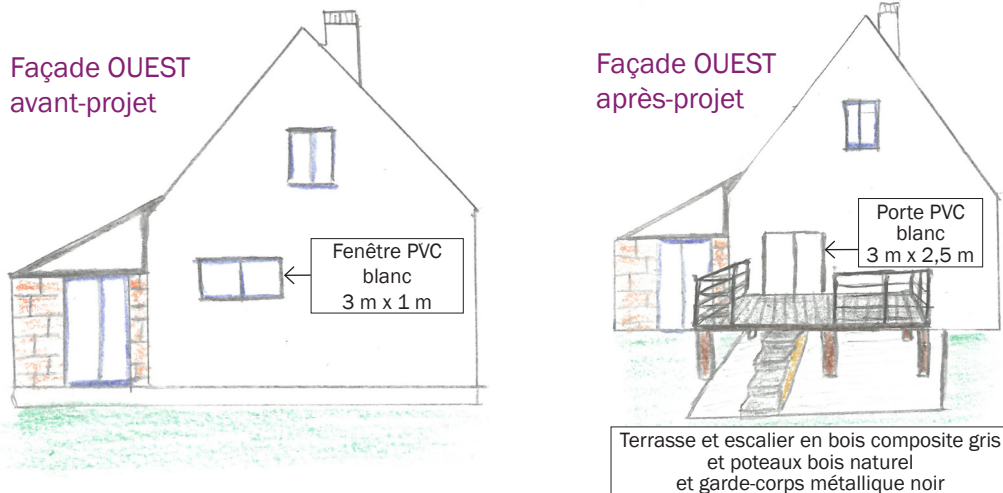 Façade OUEST
avant-projet
Fenêtre PVC
blanc
3 m x 1 m
Façade OUEST
après-projet
Porte PVC
blanc
3 m x 2,5 m
Terrasse et escalier en bois composite gris
et poteaux bois naturel
et garde-corps métallique noir